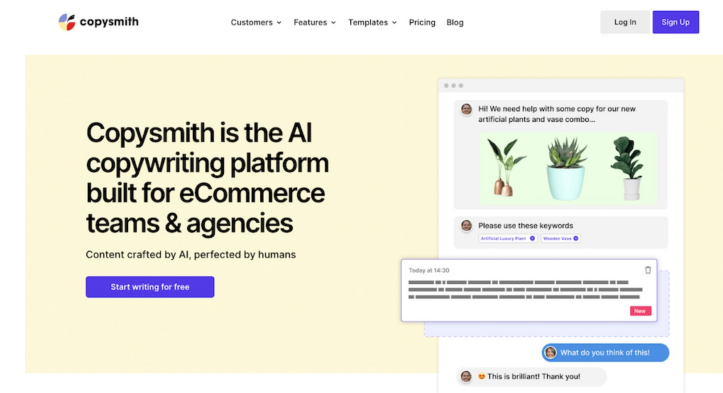 copysmith
Customers
Features
Templates
Pricing
Blog
Log In
Sign Up
Copysmith is the AI
copywriting platform
built for eCommerce
teams & agencies
Content crafted by AI, perfected by humans
Start writing for free
Hi! We need help with some copy for our new
artificial plants and vase combo...
Please use these keywords
Artificial Luxury Plant
Wooden Vase
Today at 14:30
New
What do you think of this!
This is brilliant! Thank you!